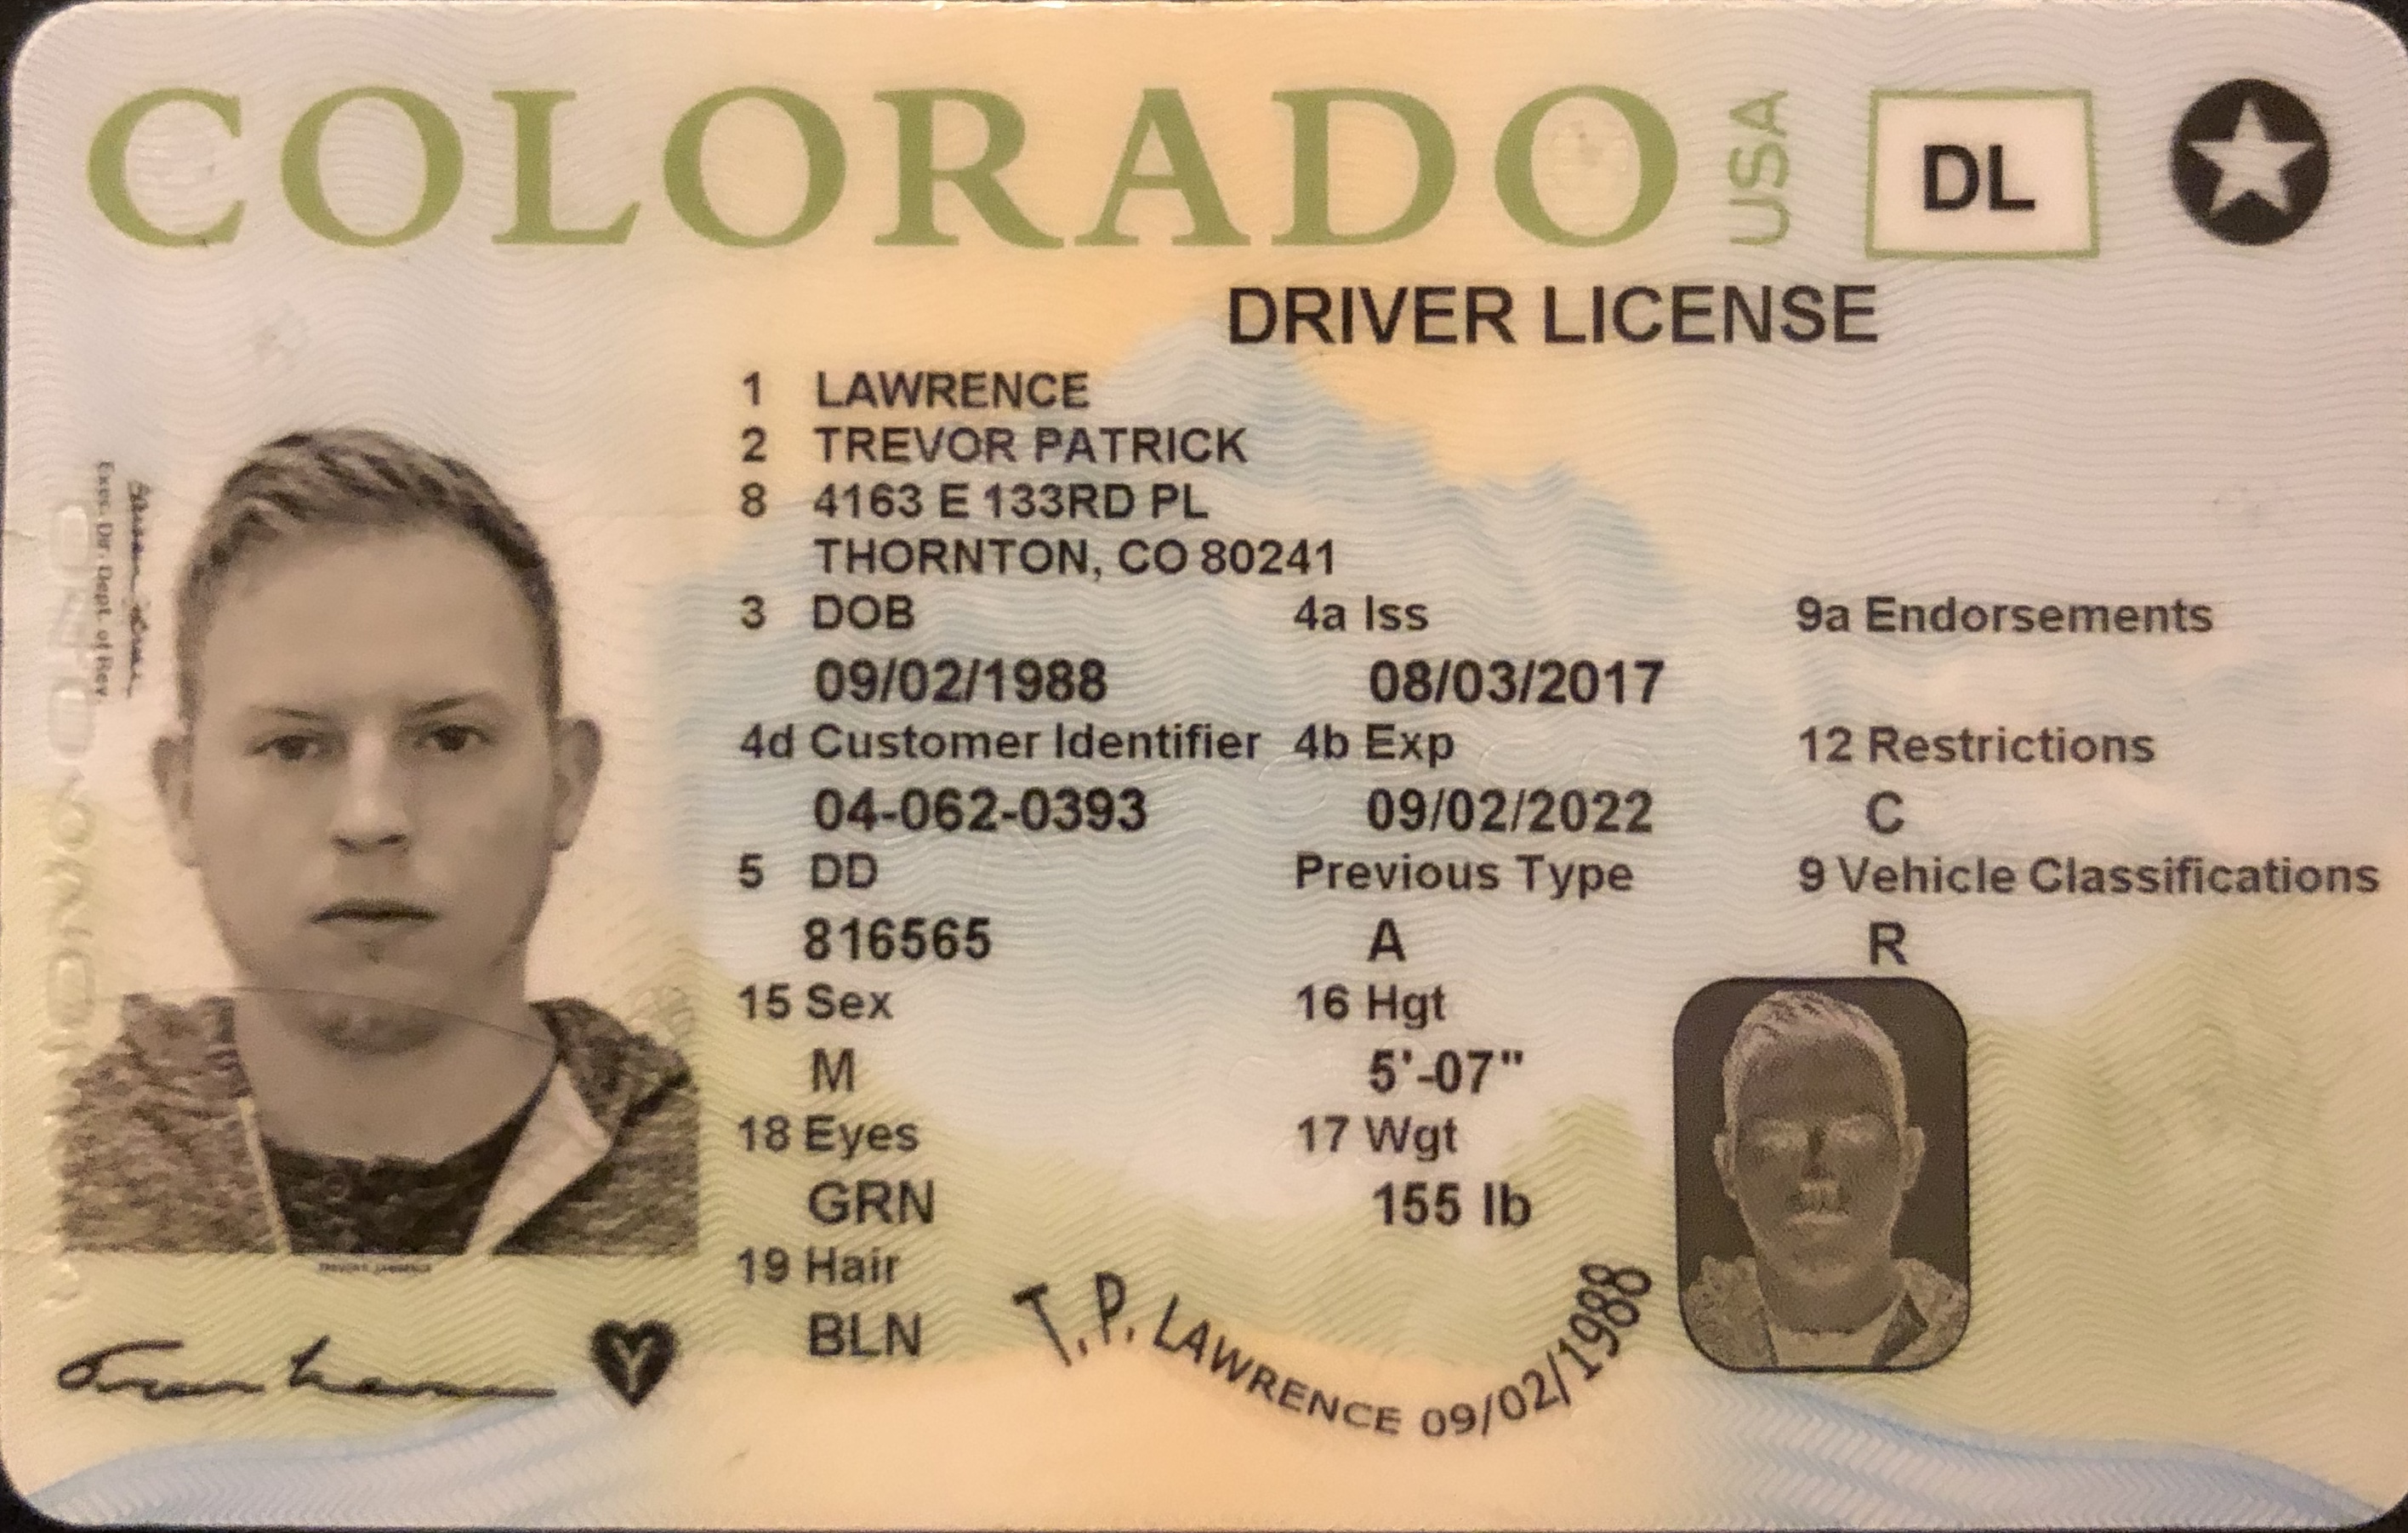 COLORADO USA DL
DRIVER LICENSE
1 LAWRENCE
2 TREVOR PATRICK
8 4163 E 133RD PL
THORNTON, CO 80241
3 DOB 4a Iss 9a Endorsements
09/02/1988 08/03/2017
4d Customer Identifier 4b Exp 12 Restrictions
04-062-0393 09/02/2022 C
5 DD Previous Type 9 Vehicle Classifications
816565 A R
15 Sex 16 Hgt
M 5'-07"
18 Eyes 17 Wgt
GRN 155 lb
19 Hair
BLN
T.P. LAWRENCE 09/02/1988
Y
Exec. Dir. Dept. of Rev.